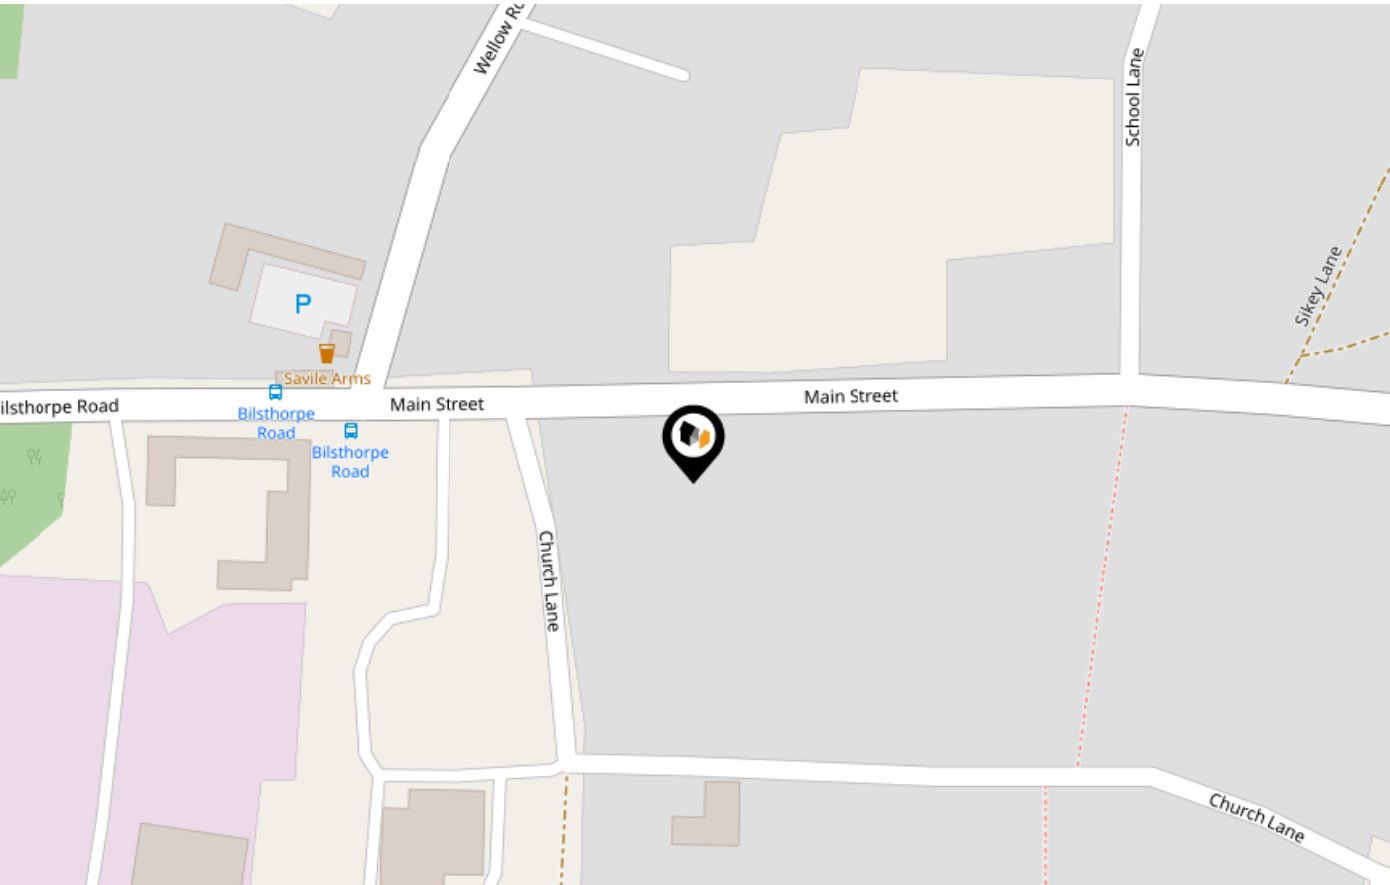 Wellow Ro
School Lane
Sikey Lane
P
Savile Arms
ilsthorpe Road
Main Street
Main Street
Bilsthorpe
Road
Bilsthorpe
Road
Church Lane
Church Lane